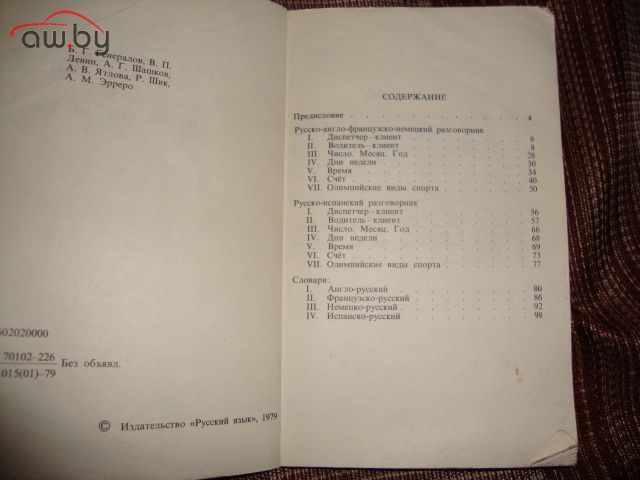 aw.by
Б. Г. Генералов, В. П.
Левин, А. Г. Шашков,
А. В. Ятлова, Р. Шик,
А. М. Эрреро
602020000
70102–226
015(01)–79
Без объявл.
© Издательство «Русский язык», 1979
СОДЕРЖАНИЕ
Предисловие . . . . . . . . . . 4
Русско-англо-французско-немецкий разговорник
I. Диспетчер–клиент . . . . . . . 6
II. Водитель–клиент . . . . . . . 8
III. Число. Месяц. Год . . . . . . 28
IV. Дни недели . . . . . . . . 30
V. Время . . . . . . . . . 34
VI. Счёт . . . . . . . . . 40
VII. Олимпийские виды спорта . . . . . 50
Русско-испанский разговорник
I. Диспетчер–клиент . . . . . . . 56
II. Водитель–клиент . . . . . . . 57
III. Число. Месяц. Год . . . . . . 66
IV. Дни недели . . . . . . . . 68
V. Время . . . . . . . . . 69
VI. Счёт . . . . . . . . . 73
VII. Олимпийские виды спорта . . . . . 77
Словари:
I. Англо-русский . . . . . . . 80
II. Французско-русский . . . . . . 86
III. Немецко-русский . . . . . . . 92
IV. Испанско-русский . . . . . . . 98